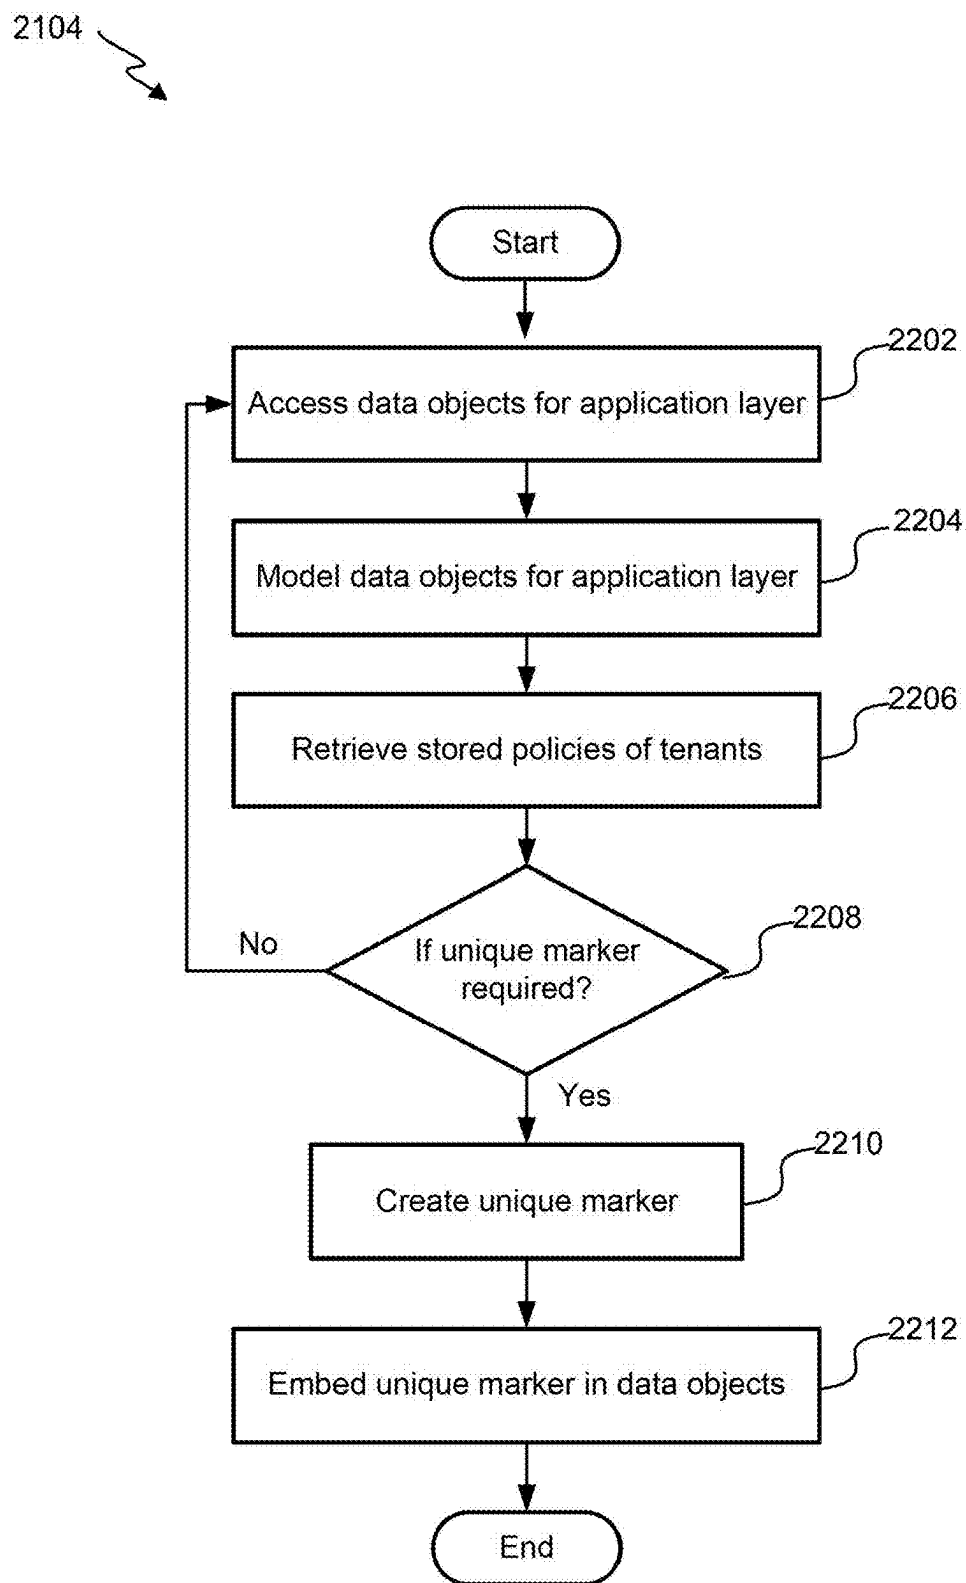 2104
Start
2202
Access data objects for application layer
2204
Model data objects for application layer
2206
Retrieve stored policies of tenants
2208
No
If unique marker
required?
Yes
2210
Create unique marker
2212
Embed unique marker in data objects
End